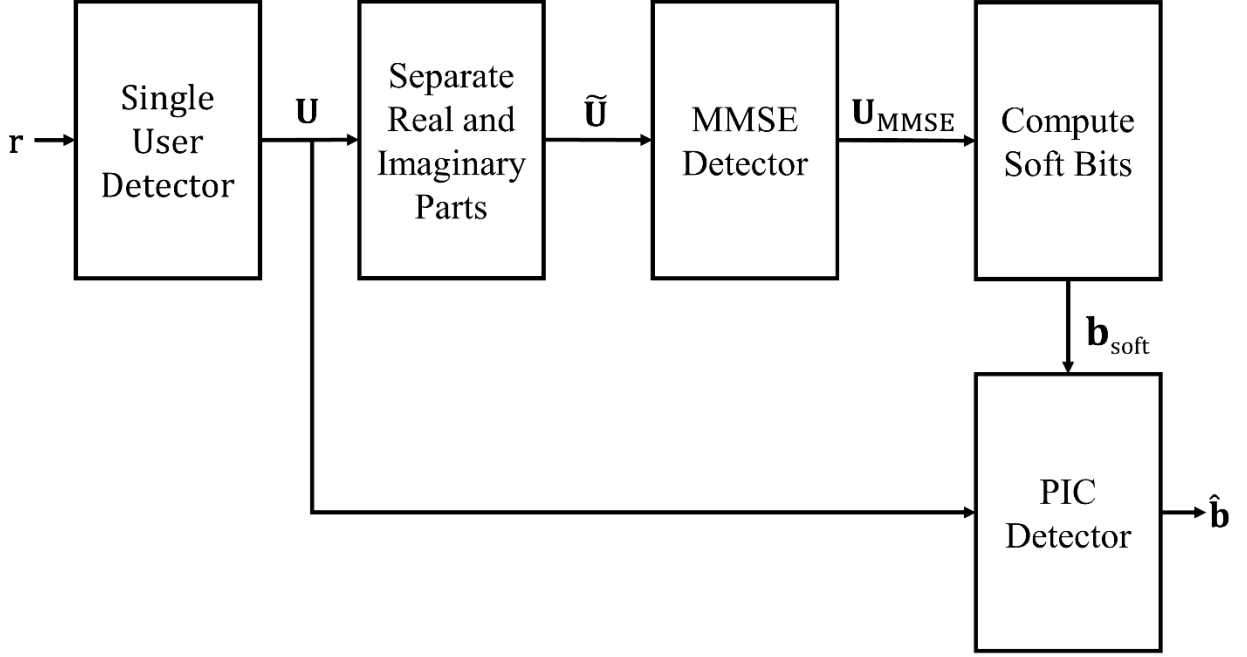 r
Single
User
Detector
U
Separate
Real and
Imaginary
Parts
Ũ
MMSE
Detector
U_MMSE
Compute
Soft Bits
b_soft
PIC
Detector
b̂